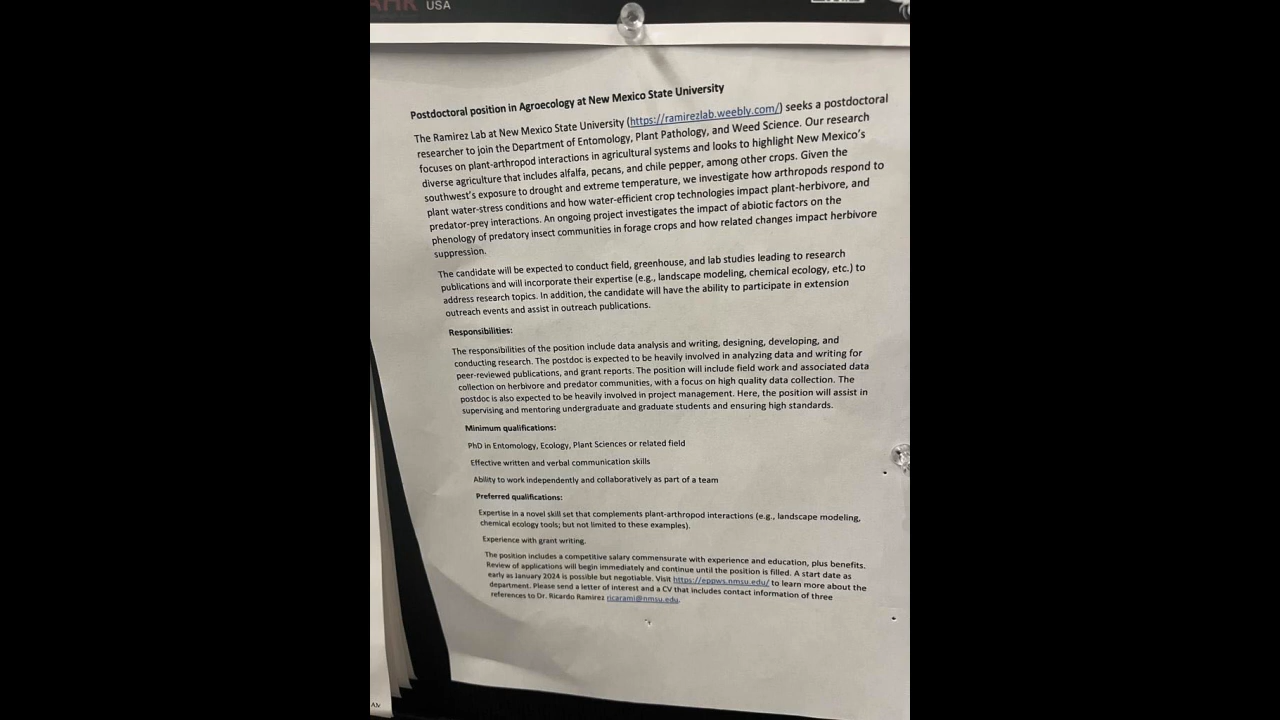 USA
Postdoctoral position in Agroecology at New Mexico State University
The Ramirez Lab at New Mexico State University (https://ramirezlab.weebly.com/) seeks a postdoctoral
researcher to join the Department of Entomology, Plant Pathology, and Weed Science. Our research
focuses on plant-arthropod interactions in agricultural systems and looks to highlight New Mexico's
diverse agriculture that includes alfalfa, pecans, and chile pepper, among other crops. Given the
southwest's exposure to drought and extreme temperature, we investigate how arthropods respond to
plant water-stress conditions and how water-efficient crop technologies impact plant-herbivore, and
predator-prey interactions. An ongoing project investigates the impact of abiotic factors on the
phenology of predatory insect communities in forage crops and how related changes impact herbivore
suppression.
The candidate will be expected to conduct field, greenhouse, and lab studies leading to research
publications and will incorporate their expertise (e.g., landscape modeling, chemical ecology, etc.) to
address research topics. In addition, the candidate will have the ability to participate in extension
outreach events and assist in outreach publications.
Responsibilities:
The responsibilities of the position include data analysis and writing, designing, developing, and
conducting research. The postdoc is expected to be heavily involved in analyzing data and writing for
peer-reviewed publications, and grant reports. The position will include field work and associated data
collection on herbivore and predator communities, with a focus on high quality data collection. The
postdoc is also expected to be heavily involved in project management. Here, the position will assist in
supervising and mentoring undergraduate and graduate students and ensuring high standards.
Minimum qualifications:
PhD in Entomology, Ecology, Plant Sciences or related field
Effective written and verbal communication skills
Ability to work independently and collaboratively as part of a team
Preferred qualifications:
Expertise in a novel skill set that complements plant-arthropod interactions (e.g., landscape modeling,
chemical ecology tools; but not limited to these examples).
Experience with grant writing.
The position includes a competitive salary commensurate with experience and education, plus benefits.
Review of applications will begin immediately and continue until the position is filled. A start date as
early as January 2024 is possible but negotiable. Visit https://eppws.nmsu.edu/ to learn more about the
department. Please send a letter of interest and a CV that includes contact information of three
references to Dr. Ricardo Ramirez ricarami@nmsu.edu.